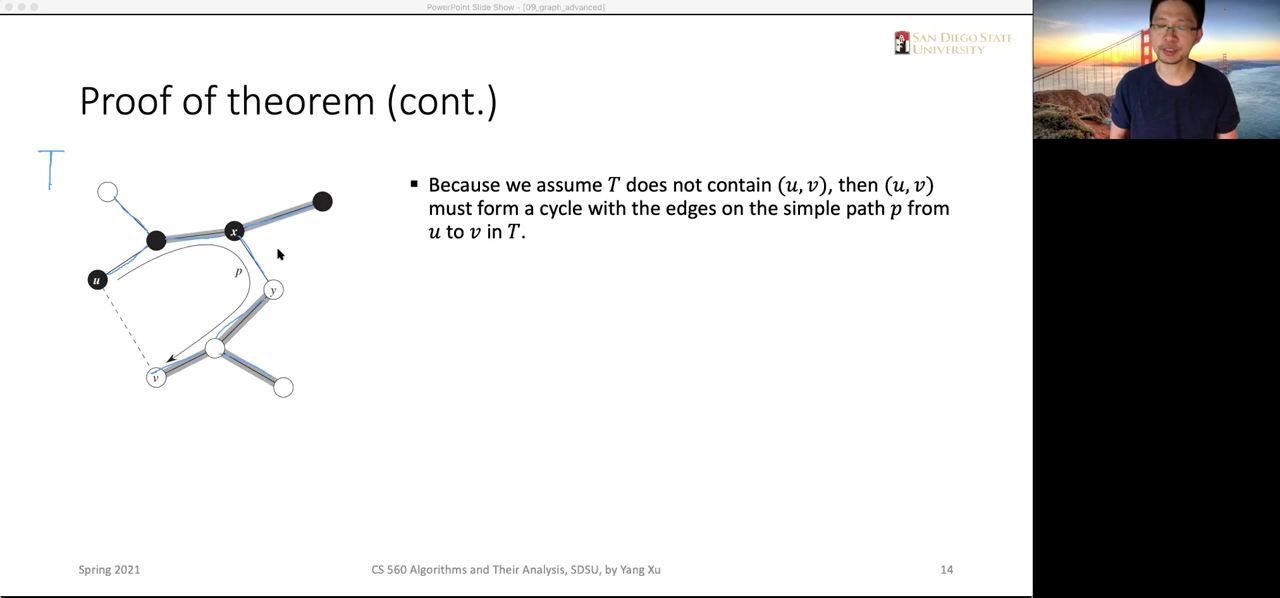 PowerPoint Slide Show - [09_graph_advanced]
SAN DIEGO STATE
UNIVERSITY
Proof of theorem (cont.)
T
x
u
p
y
v
▪ Because we assume T does not contain (u, v), then (u, v)
must form a cycle with the edges on the simple path p from
u to v in T.
Spring 2021
CS 560 Algorithms and Their Analysis, SDSU, by Yang Xu
14